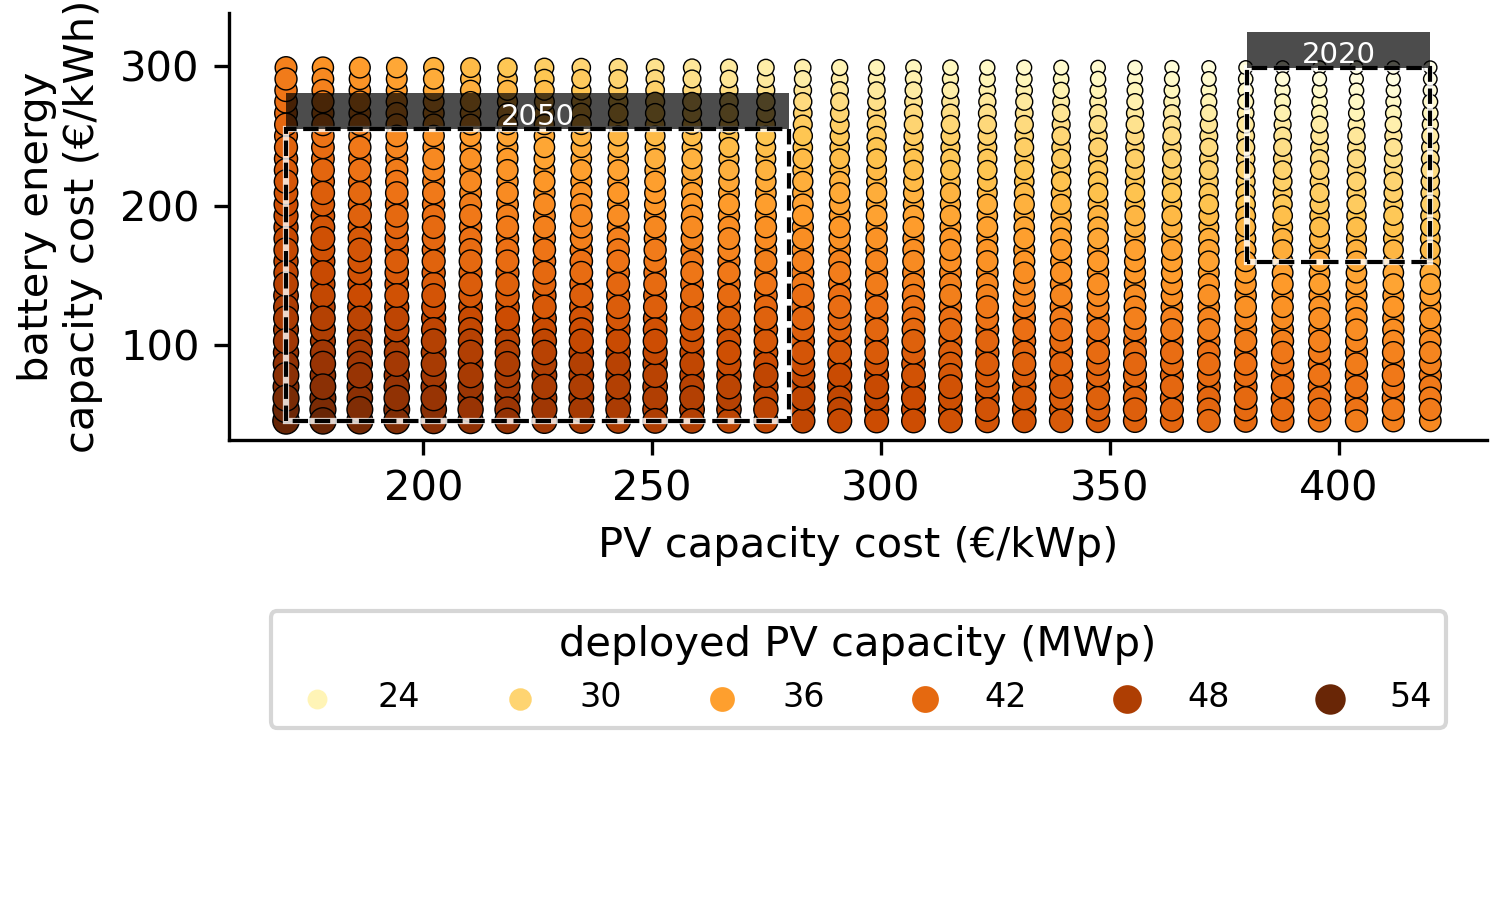 battery energy
capacity cost (€/kWh)
300
200
100
2050
2020
200 250 300 350 400
PV capacity cost (€/kWp)
deployed PV capacity (MWp)
24 30 36 42 48 54